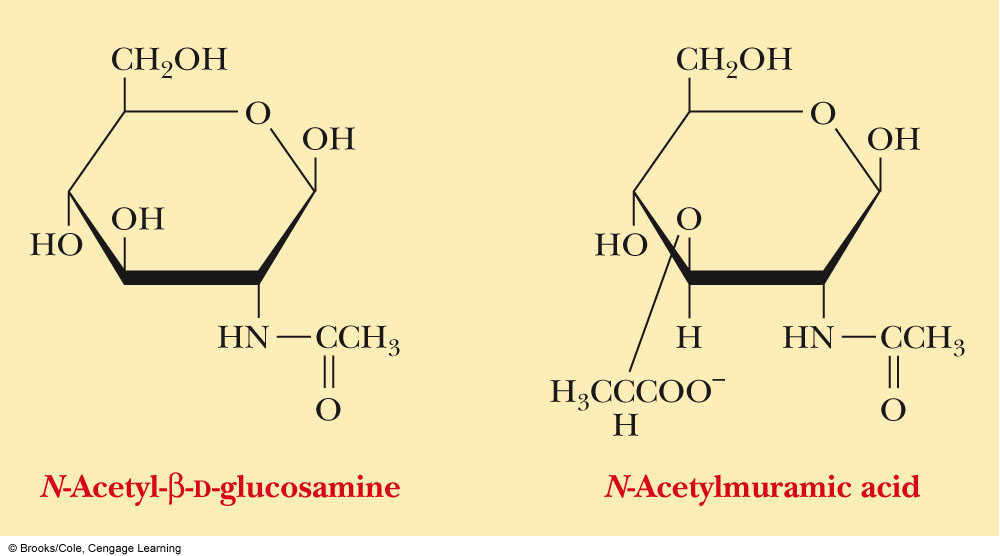 CH₂OH
O
OH
OH
HO
HN
CCH₃
O
N-Acetyl-β-D-glucosamine
CH₂OH
O
OH
O
HO
H
HN
CCH₃
O
H₃CCCOO⁻
H
N-Acetylmuramic acid
© Brooks/Cole, Cengage Learning